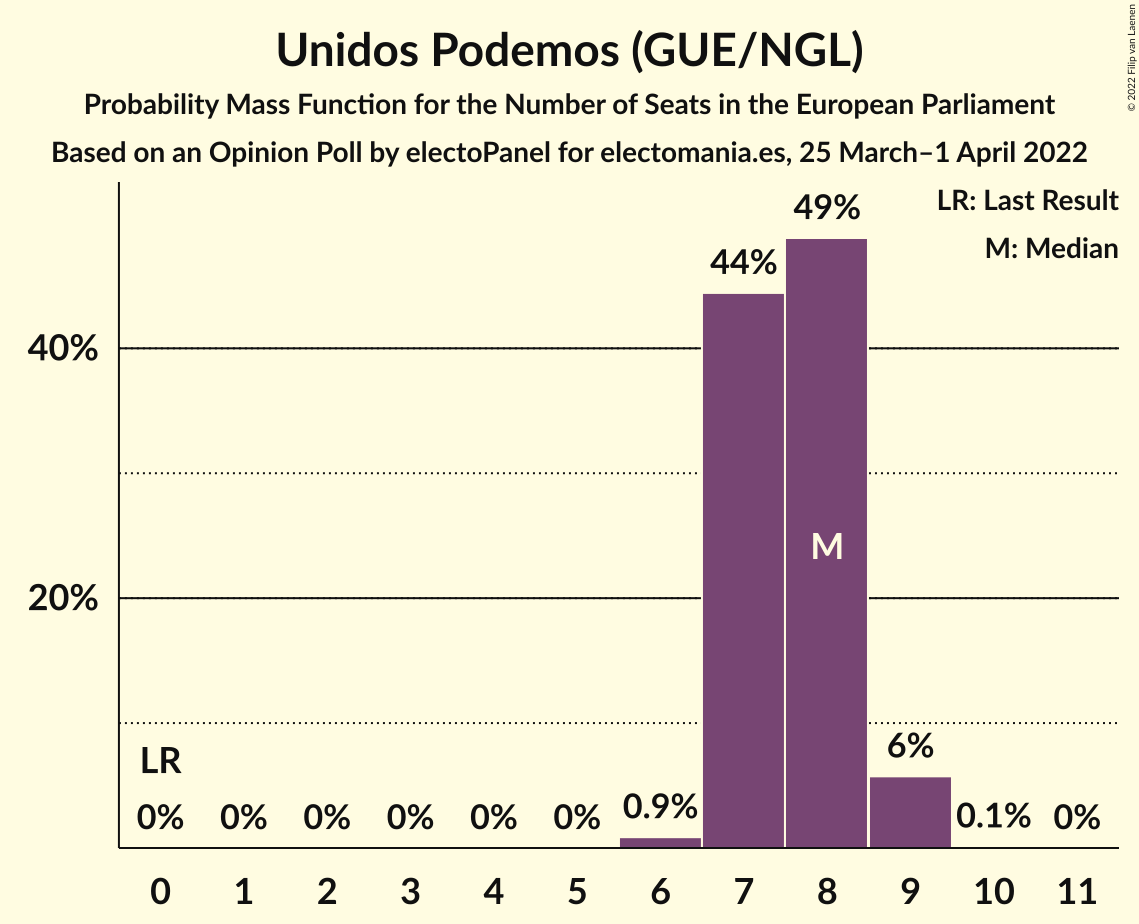 Unidos Podemos (GUE/NGL)
Probability Mass Function for the Number of Seats in the European Parliament
Based on an Opinion Poll by electoPanel for electomania.es, 25 March–1 April 2022
© 2022 Filip van Laenen
LR: Last Result
M: Median
49%
44%
40%
M
20%
LR
6%
0% 0% 0% 0% 0% 0% 0.9% 0.1% 0%
0 1 2 3 4 5 6 7 8 9 10 11